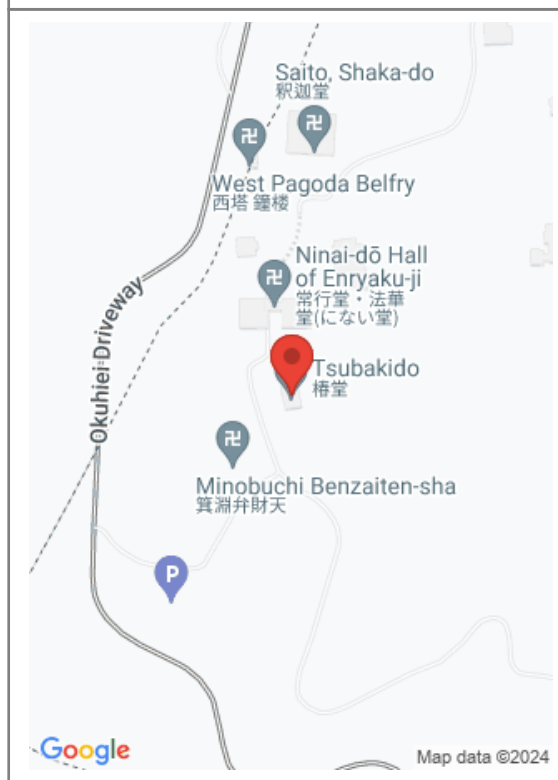 Saito, Shaka-do
釈迦堂
West Pagoda Belfry
西塔 鐘楼
Ninai-dō Hall
of Enryaku-ji
常行堂・法華
堂(にない堂)
Tsubakido
椿堂
Okuhiei Driveway
Minobuchi Benzaiten-sha
箕淵弁財天
P
Google
Map data ©2024